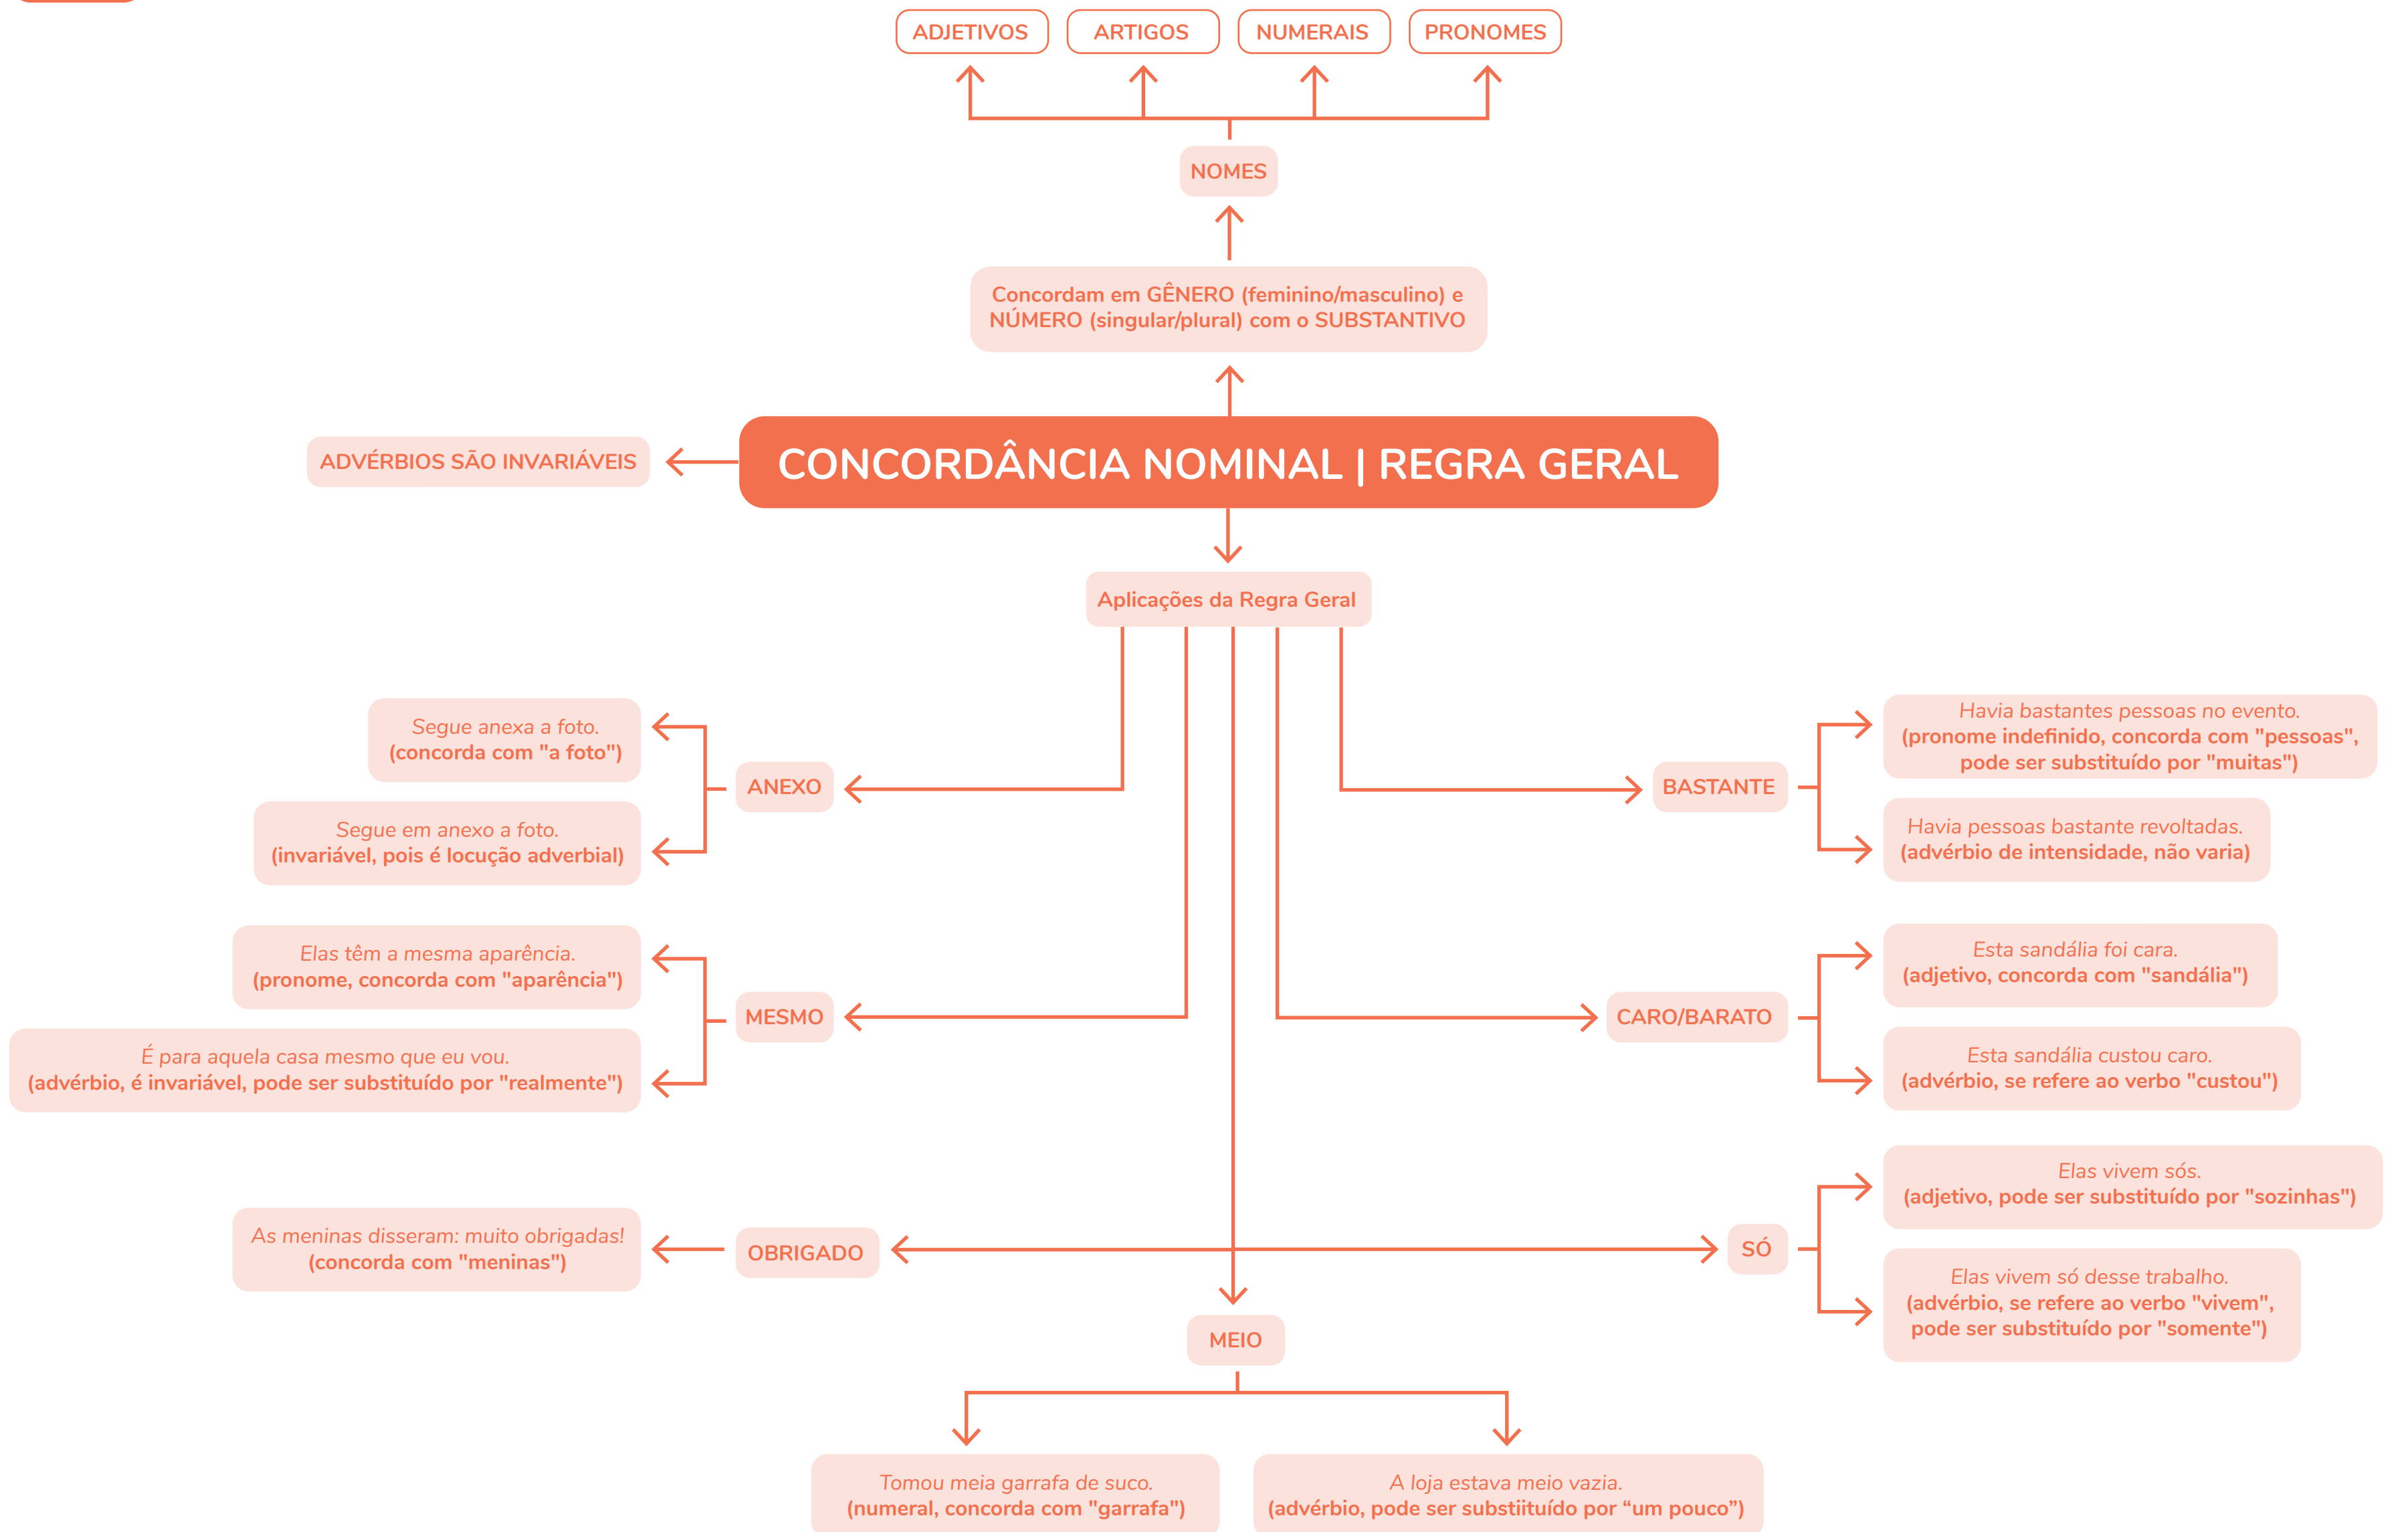 ADJETIVOS
ARTIGOS
NUMERAIS
PRONOMES
NOMES
Concordam em GÊNERO (feminino/masculino) e
NÚMERO (singular/plural) com o SUBSTANTIVO
ADVÉRBIOS SÃO INVARIÁVEIS
CONCORDÂNCIA NOMINAL | REGRA GERAL
Aplicações da Regra Geral
Segue anexa a foto.
(concorda com "a foto")
ANEXO
Segue em anexo a foto.
(invariável, pois é locução adverbial)
Elas têm a mesma aparência.
(pronome, concorda com "aparência")
MESMO
É para aquela casa mesmo que eu vou.
(advérbio, é invariável, pode ser substituído por "realmente")
As meninas disseram: muito obrigadas!
(concorda com "meninas")
OBRIGADO
BASTANTE
Havia bastantes pessoas no evento.
(pronome indefinido, concorda com "pessoas",
pode ser substituído por "muitas")
Havia pessoas bastante revoltadas.
(advérbio de intensidade, não varia)
CARO/BARATO
Esta sandália foi cara.
(adjetivo, concorda com "sandália")
Esta sandália custou caro.
(advérbio, se refere ao verbo "custou")
SÓ
Elas vivem sós.
(adjetivo, pode ser substituído por "sozinhas")
Elas vivem só desse trabalho.
(advérbio, se refere ao verbo "vivem",
pode ser substituído por "somente")
MEIO
Tomou meia garrafa de suco.
(numeral, concorda com "garrafa")
A loja estava meio vazia.
(advérbio, pode ser substiituído por “um pouco”)